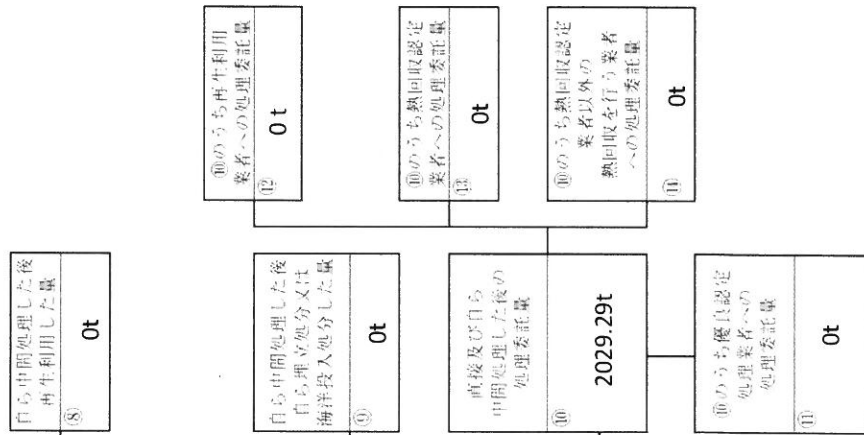 自ら中間処理した後
再生利用した量
⑧
0t
自ら中間処理した後
自ら埋立処分又は
海洋投入処分した量
⑨
0t
直接及び自ら
中間処理した後の
処理委託量
⑩
2029.29t
⑩のうち優良認定
処理業者への
処理委託量
⑪
0t
⑩のうち再生利用
業者への処理委託量
⑫
0 t
⑩のうち熱回収認定
業者への処理委託量
⑬
0t
⑩のうち熱回収認定
業者以外の
熱回収を行う業者
への処理委託量
⑭
0t